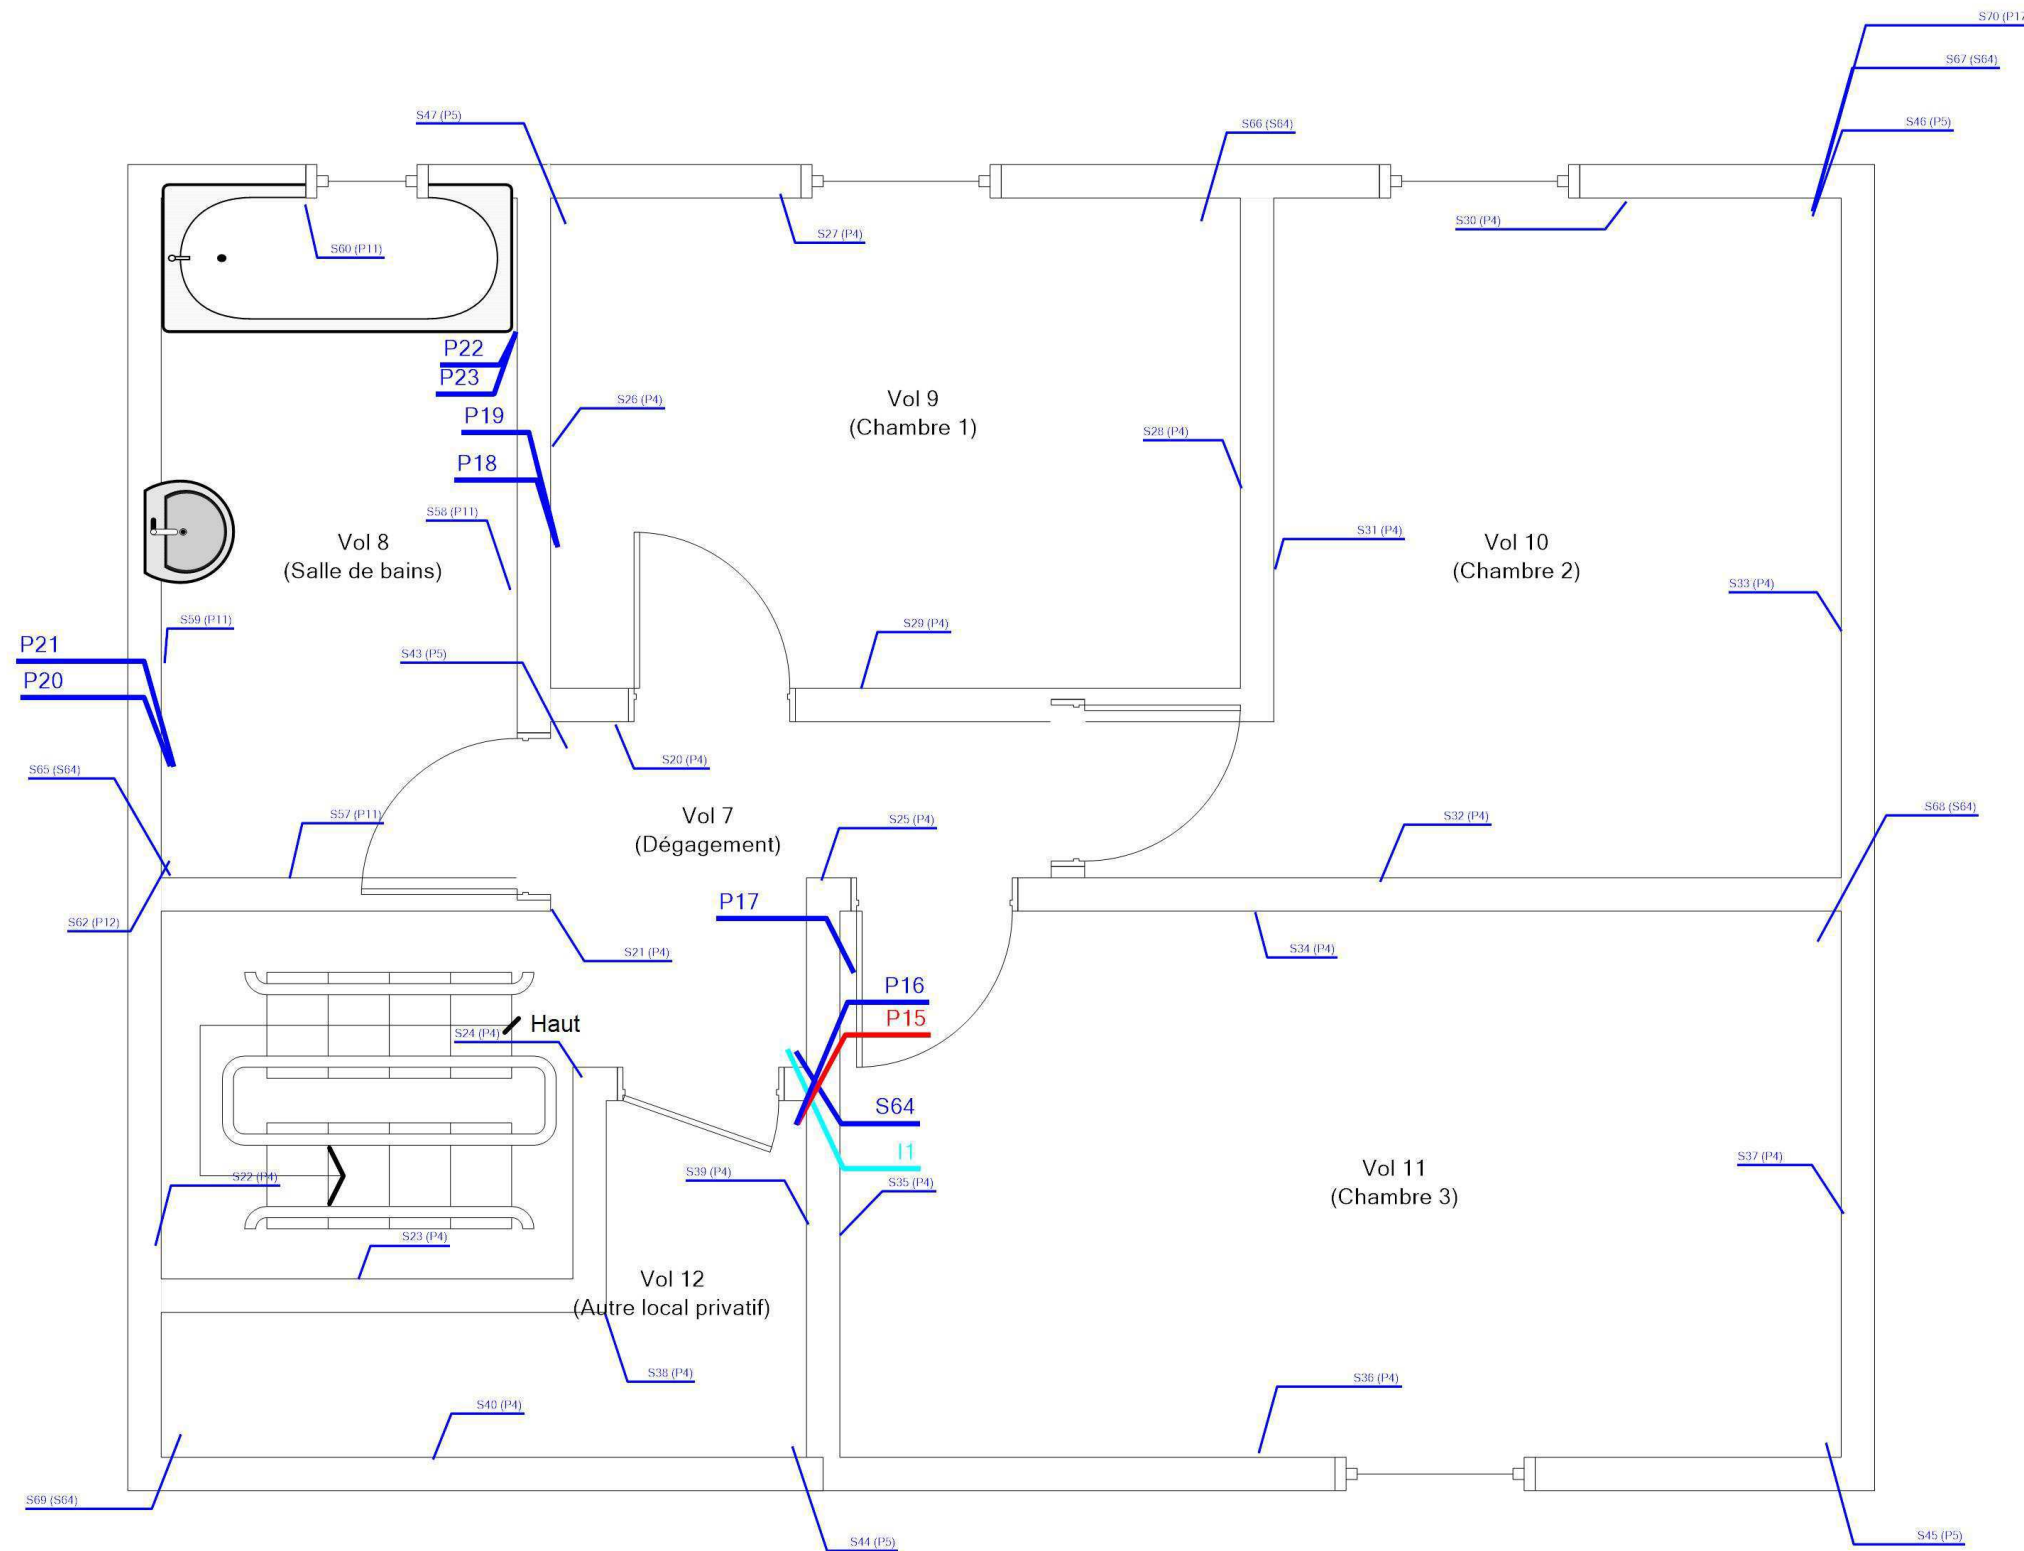 S70 (P17
S67 (S64)
S47 (P5)
S66 (S64)
S46 (P5)
S30 (P4)
S27 (P4)
S60 (P11)
P22
P23
S26 (P4)
Vol 9
(Chambre 1)
P19
S28 (P4)
P18
S58 (P11)
S31 (P4)
Vol 8
(Salle de bains)
Vol 10
(Chambre 2)
S33 (P4)
S59 (P11)
S29 (P4)
P21
S43 (P5)
P20
S20 (P4)
S65 (S64)
S57 (P11)
Vol 7
(Dégagement)
S25 (P4)
S32 (P4)
S68 (S64)
P17
S62 (P12)
S21 (P4)
S34 (P4)
P16
P15
Haut
S24 (P4)
S64
I1
S22 (P4)
S39 (P4)
S35 (P4)
Vol 11
(Chambre 3)
S37 (P4)
S23 (P4)
Vol 12
(Autre local privatif)
S38 (P4)
S36 (P4)
S40 (P4)
S69 (S64)
S44 (P5)
S45 (P5)